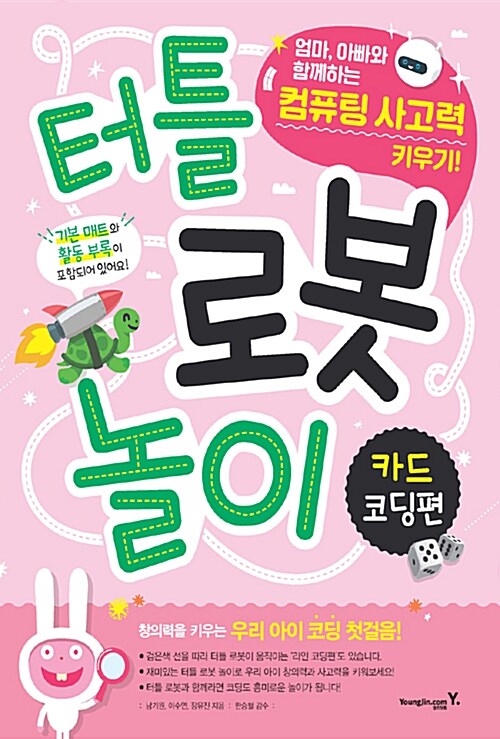 엄마, 아빠와
함께하는
컴퓨팅 사고력
키우기!
터틀
로봇
놀이
기본 매트와
활동 부록이
포함되어 있어요!
카드
코딩편
창의력을 키우는 우리 아이 코딩 첫걸음!
• 검은색 선을 따라 터틀 로봇이 움직이는 '라인 코딩편'도 있습니다.
• 재미있는 터틀 로봇 놀이로 우리 아이 창의력과 사고력을 키워보세요!
• 터틀 로봇과 함께라면 코딩도 흥미로운 놀이가 됩니다!
남기원, 이수연, 장유진 지음 : 한승철 감수
YoungJin.com Y.
영진닷컴